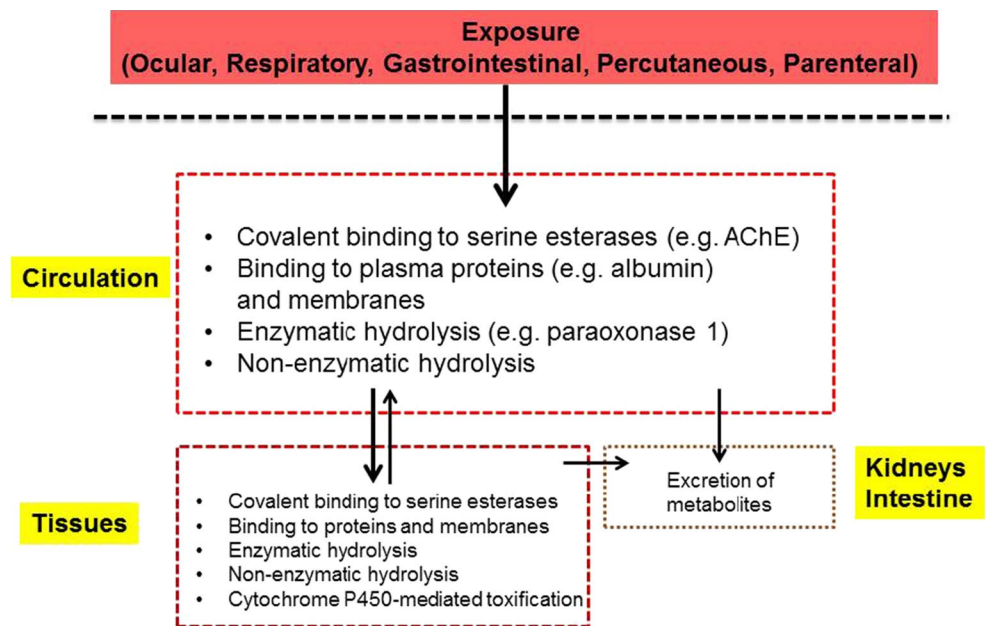 Exposure
(Ocular, Respiratory, Gastrointestinal, Percutaneous, Parenteral)
Circulation
• Covalent binding to serine esterases (e.g. AChE)
• Binding to plasma proteins (e.g. albumin)
and membranes
• Enzymatic hydrolysis (e.g. paraoxonase 1)
• Non-enzymatic hydrolysis
Tissues
• Covalent binding to serine esterases
• Binding to proteins and membranes
• Enzymatic hydrolysis
• Non-enzymatic hydrolysis
• Cytochrome P450-mediated toxification
Excretion of
metabolites
Kidneys
Intestine